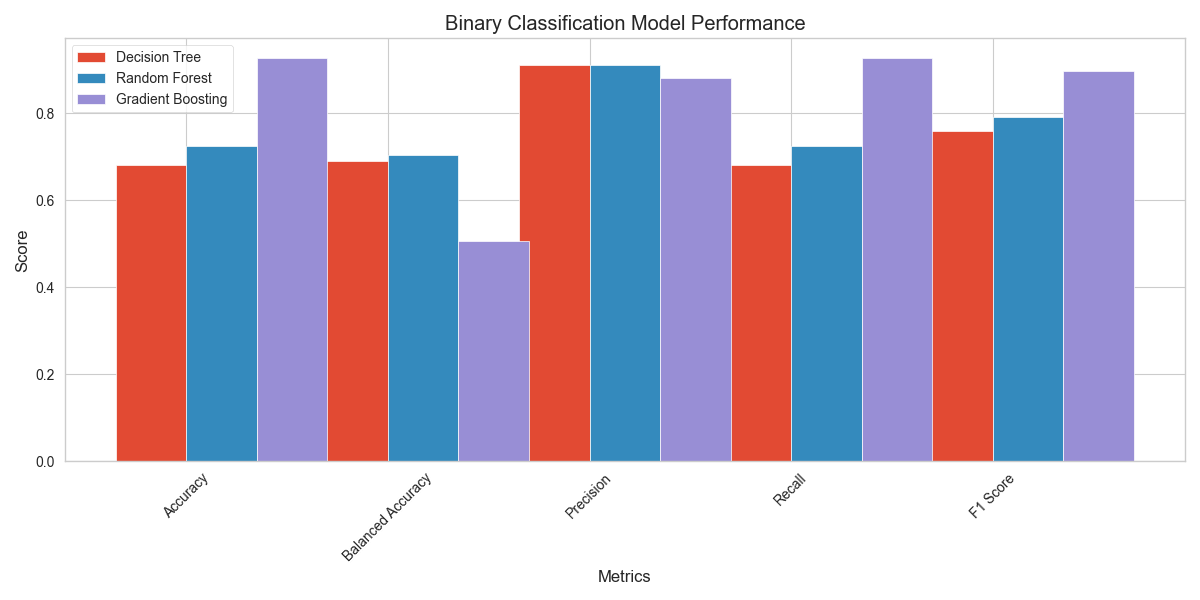 Binary Classification Model Performance
Decision Tree
Random Forest
Gradient Boosting
Score
0.8
0.6
0.4
0.2
0.0
Accuracy
Balanced Accuracy
Precision
Recall
F1 Score
Metrics